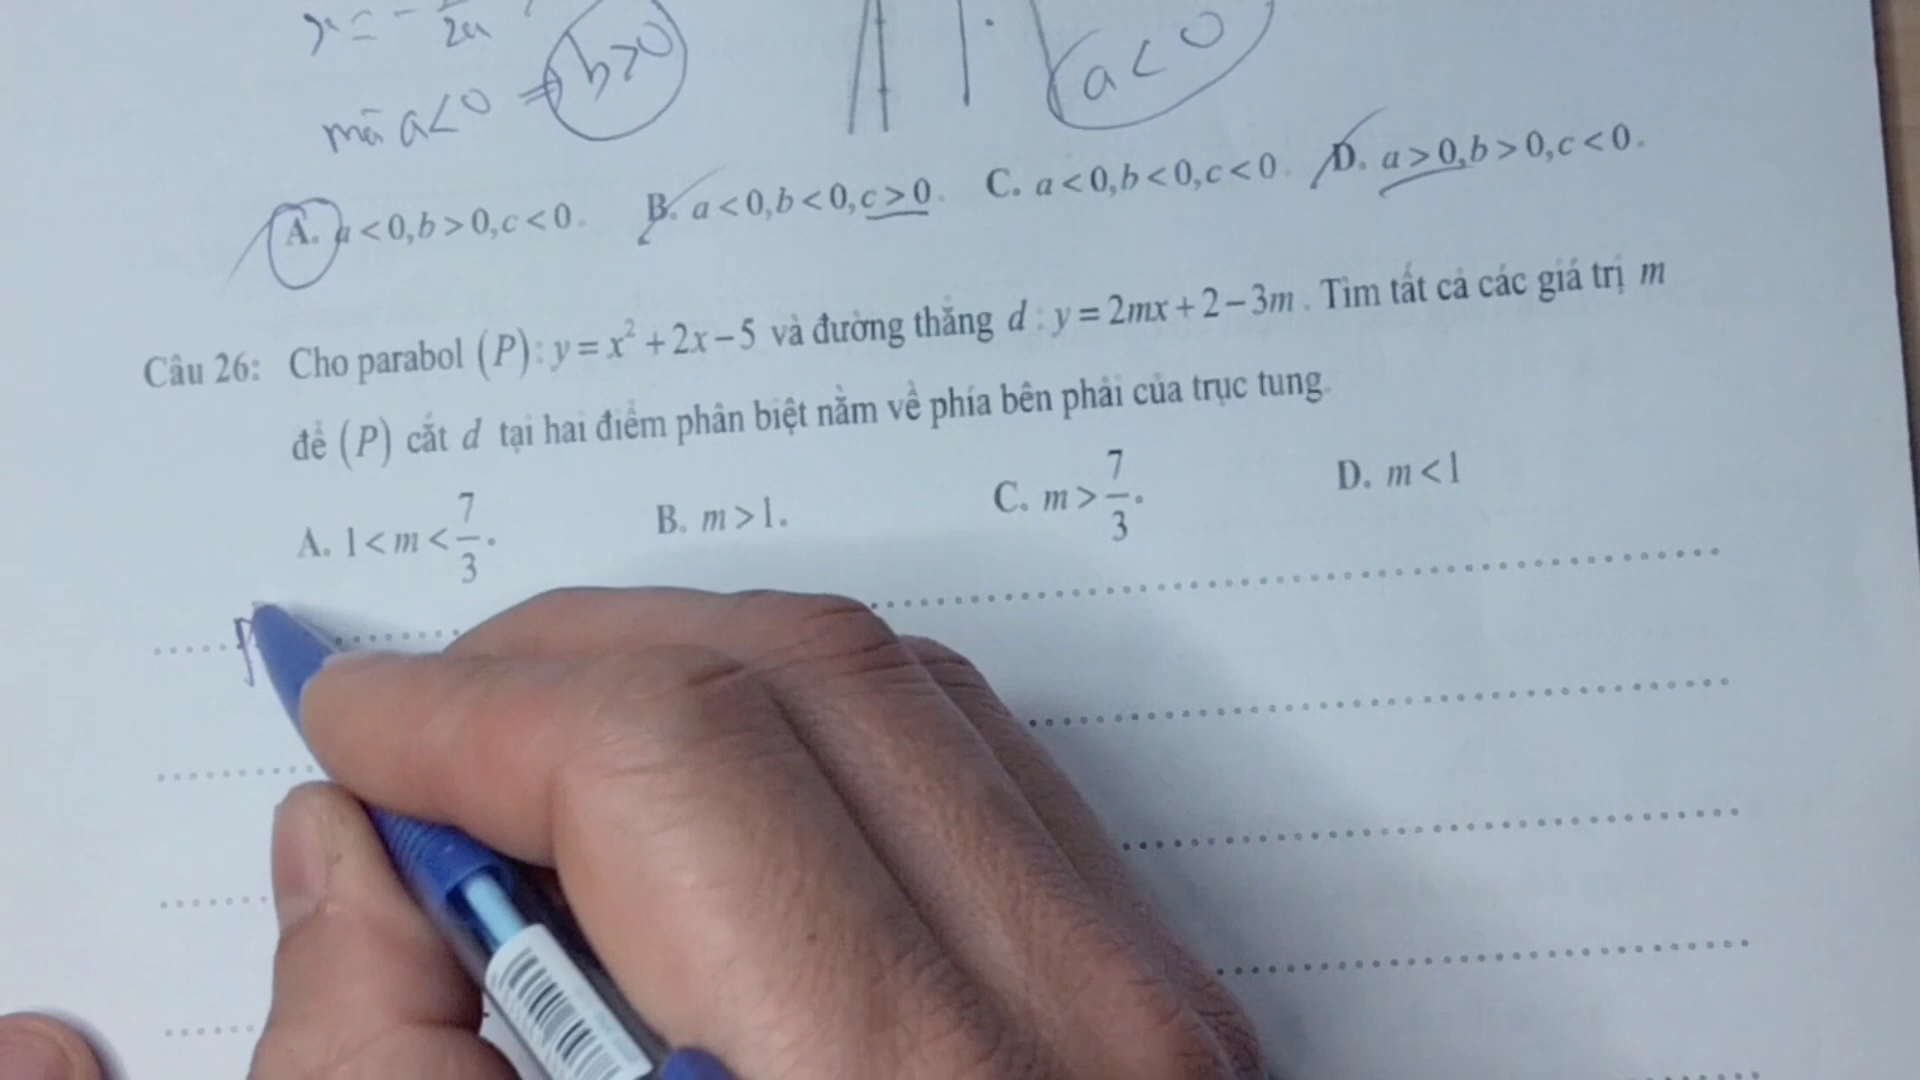 x = - /2a
mà a<0 ⇒ b>0
a<0
A. a<0,b>0,c<0.
B. a<0,b<0,c>0.
C. a<0,b<0,c<0.
D. a>0,b>0,c<0.
Câu 26: Cho parabol (P): y = x² + 2x - 5 và đường thẳng d : y = 2mx + 2 - 3m. Tìm tất cả các giá trị m
để (P) cắt d tại hai điểm phân biệt nằm về phía bên phải của trục tung.
A. 1 < m < 7/3.
B. m > 1.
C. m > 7/3.
D. m < 1